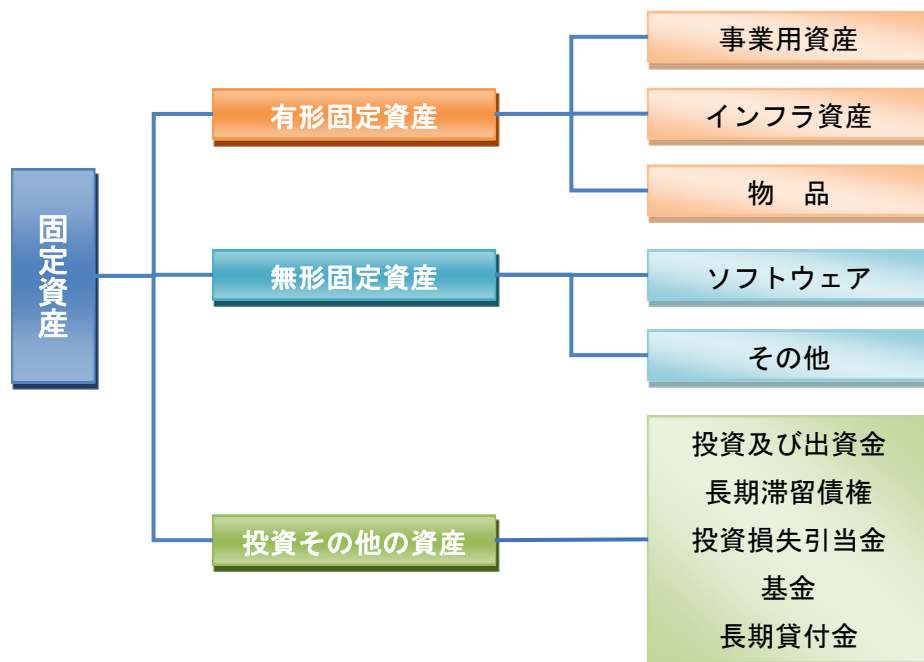 固定資産
有形固定資産
事業用資産
インフラ資産
物　品
無形固定資産
ソフトウェア
その他
投資その他の資産
投資及び出資金
長期滞留債権
投資損失引当金
基金
長期貸付金